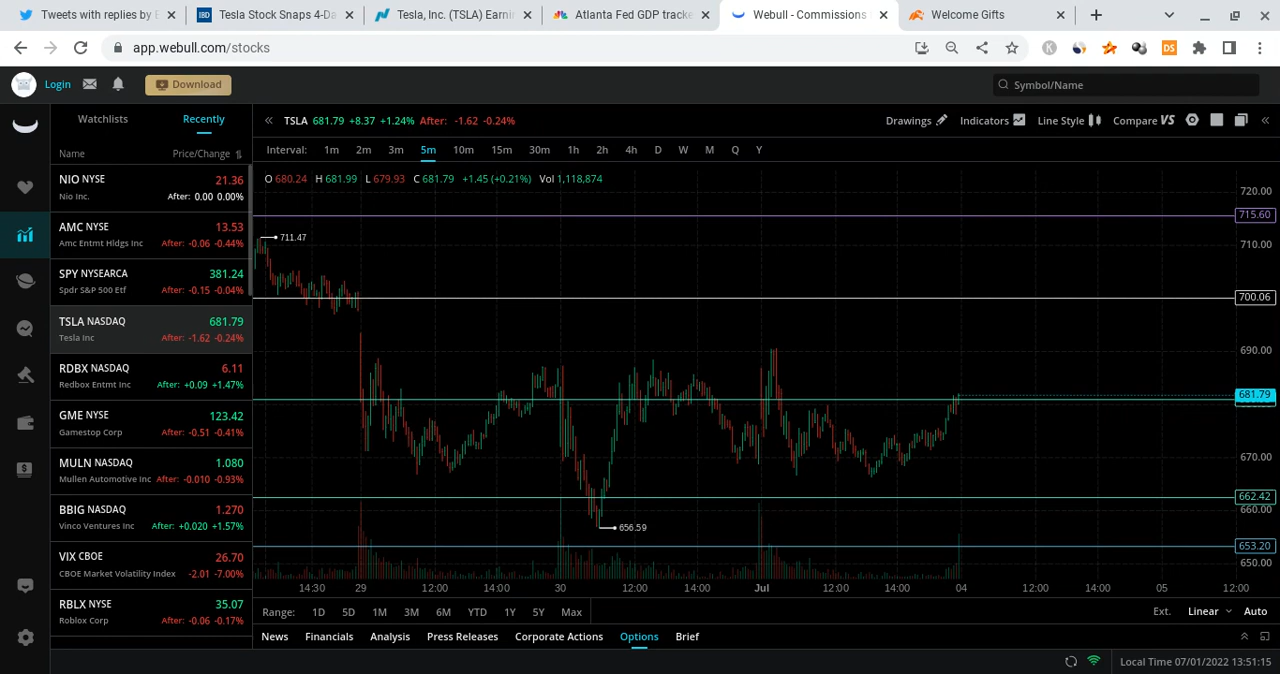 Tweets with replies by E
Tesla Stock Snaps 4-Da
Tesla, Inc. (TSLA) Earnin
Atlanta Fed GDP tracke
Webull - Commissions
Welcome Gifts
app.webull.com/stocks
Login
Download
Symbol/Name
Watchlists
Recently
Name
Price/Change
NIO NYSE 21.36
Nio Inc. After: 0.00 0.00%
AMC NYSE 13.53
Amc Entmt Hldgs Inc After: -0.06 -0.44%
SPY NYSEARCA 381.24
Spdr S&P 500 Etf After: -0.15 -0.04%
TSLA NASDAQ 681.79
Tesla Inc After: -1.62 -0.24%
RDBX NASDAQ 6.11
Redbox Entmt Inc After: +0.09 +1.47%
GME NYSE 123.42
Gamestop Corp After: -0.51 -0.41%
MULN NASDAQ 1.080
Mullen Automotive Inc After: -0.010 -0.93%
BBIG NASDAQ 1.270
Vinco Ventures Inc After: +0.020 +1.57%
VIX CBOE 26.70
CBOE Market Volatility Index -2.01 -7.00%
RBLX NYSE 35.07
Roblox Corp After: -0.06 -0.17%
TSLA 681.79 +8.37 +1.24% After: -1.62 -0.24%
Drawings Indicators Line Style Compare VS
Interval: 1m 2m 3m 5m 10m 15m 30m 1h 2h 4h D W M Q Y
O 680.24 H 681.99 L 679.93 C 681.79 +1.45 (+0.21%) Vol 1,118,874
720.00
715.60
711.47
710.00
700.06
690.00
681.79
670.00
662.42
660.00
656.59
653.20
650.00
14:30 29 12:00 14:00 30 12:00 14:00 Jul 12:00 14:00 04 12:00 14:00 05 12:00
Range: 1D 5D 1M 3M 6M YTD 1Y 5Y Max
Ext. Linear Auto
News Financials Analysis Press Releases Corporate Actions Options Brief
Local Time 07/01/2022 13:51:15